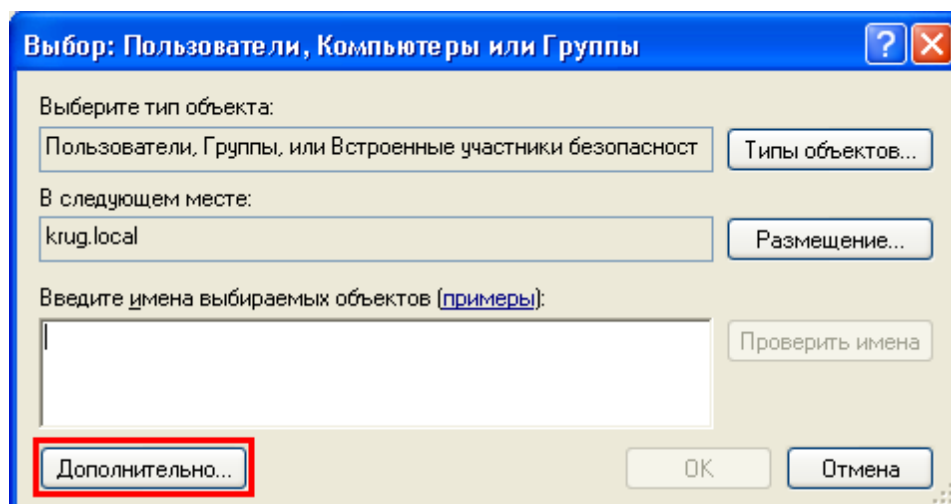 Выбор: Пользователи, Компьютеры или Группы
Выберите тип объекта:
Пользователи, Группы, или Встроенные участники безопасност
Типы объектов...
В следующем месте:
krug.local
Размещение...
Введите имена выбираемых объектов (примеры):
Проверить имена
Дополнительно...
OK
Отмена